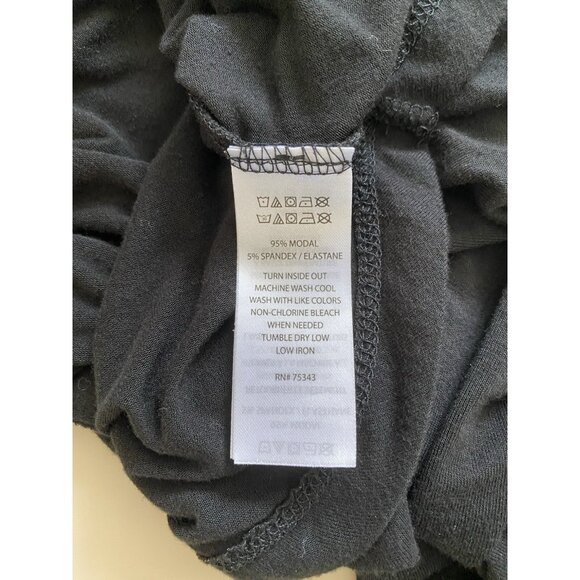 95% MODAL
5% SPANDEX / ELASTANE
TURN INSIDE OUT
MACHINE WASH COOL
WASH WITH LIKE COLORS
NON-CHLORINE BLEACH
WHEN NEEDED
TUMBLE DRY LOW
LOW IRON
RN# 75343